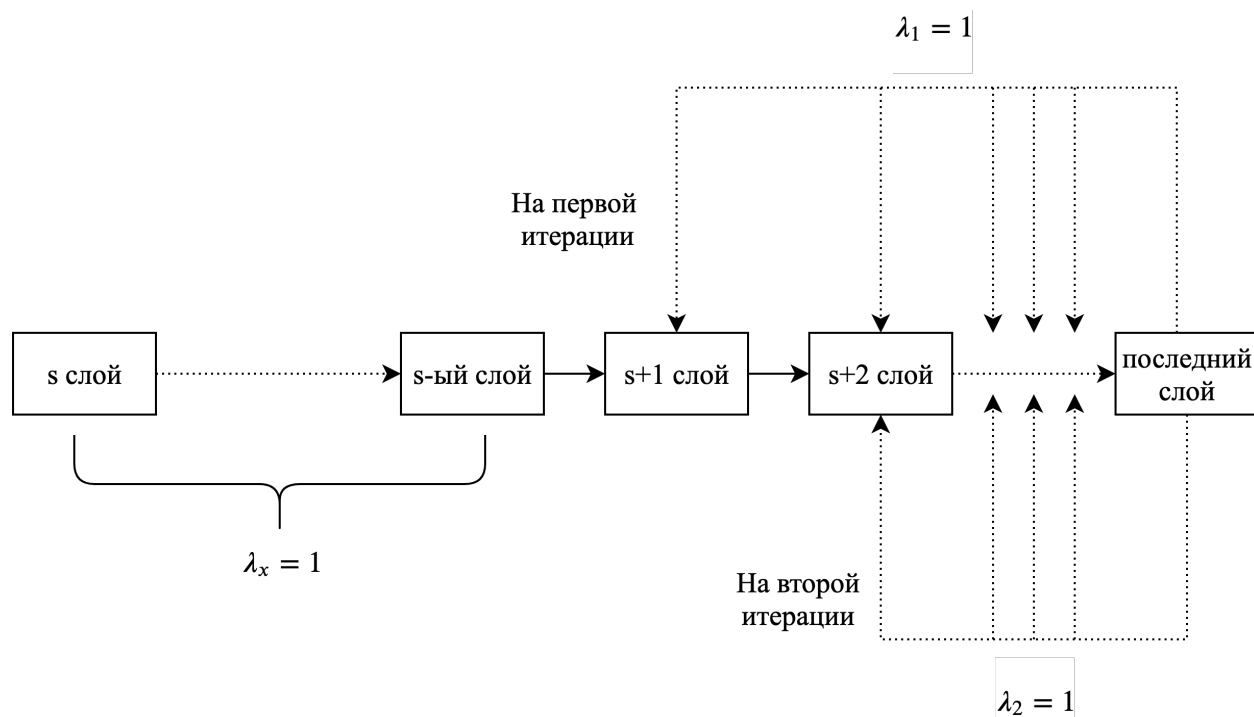 λ₁ = 1
На первой
итерации
s слой
s-ый слой
s+1 слой
s+2 слой
последний
слой
λₓ = 1
На второй
итерации
λ₂ = 1